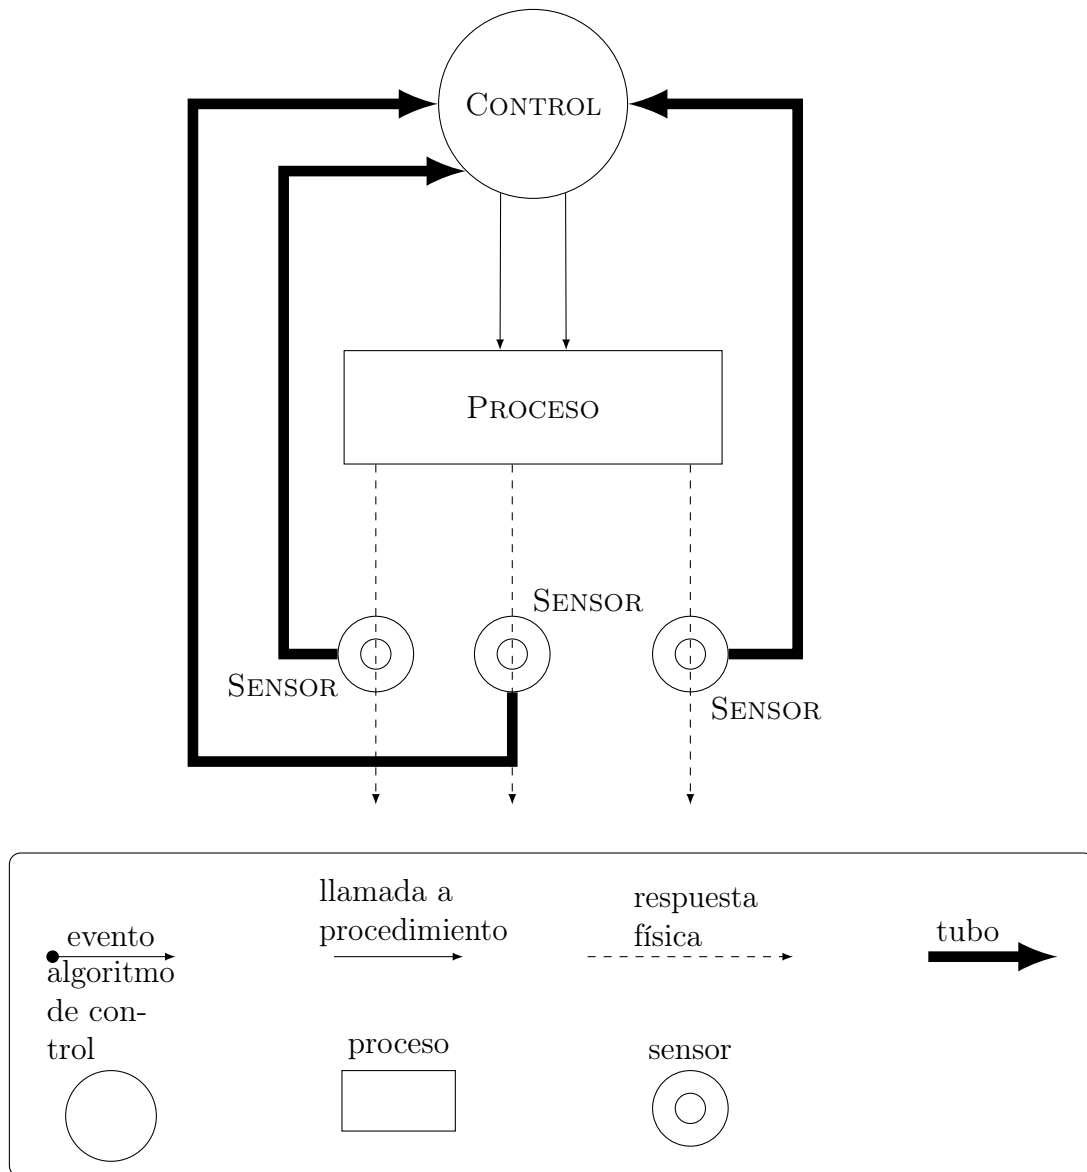 CONTROL
PROCESO
SENSOR
SENSOR
SENSOR
evento
llamada a
procedimiento
respuesta
física
tubo
algoritmo
de con-
trol
proceso
sensor